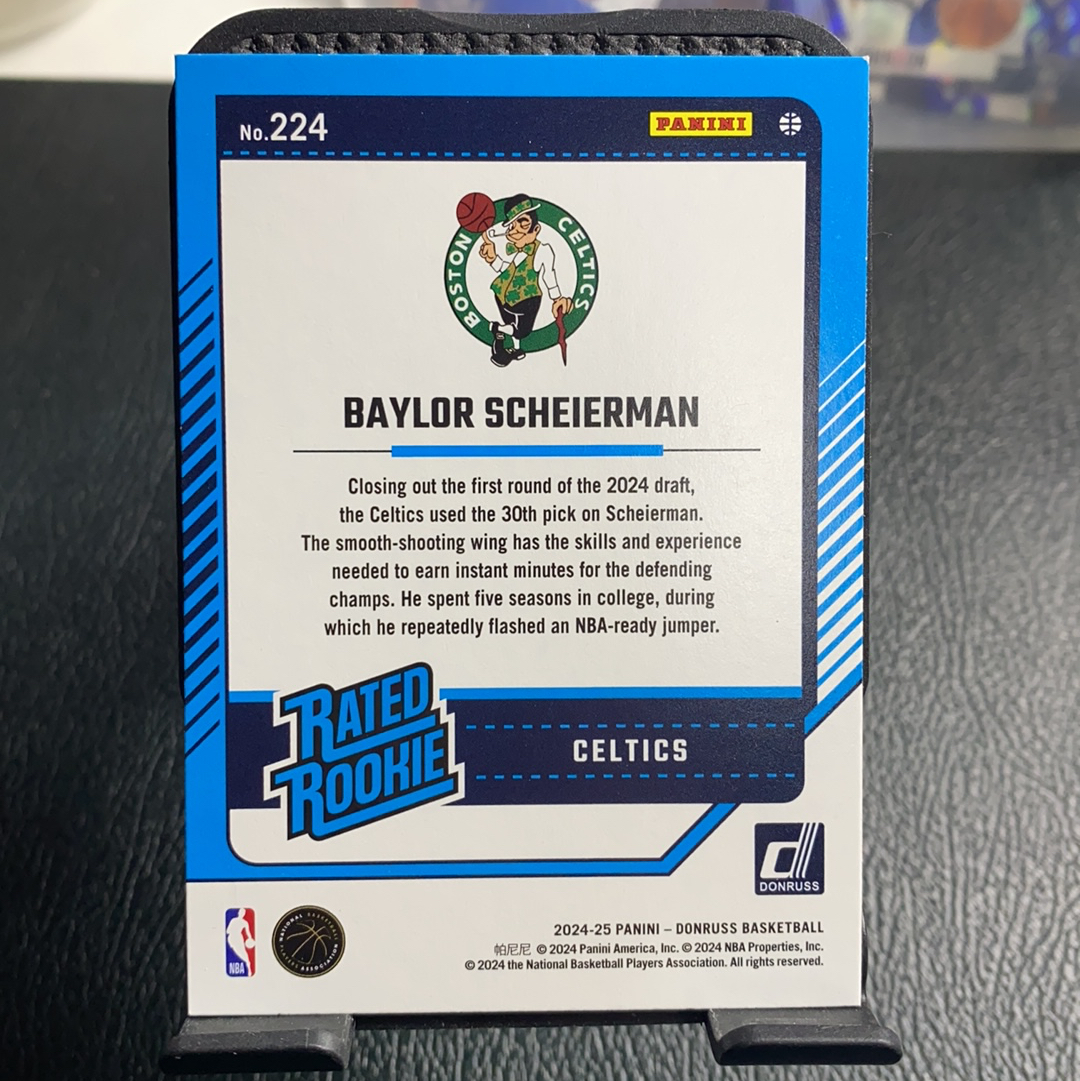 No.224
PANINI
BOSTON CELTICS
BAYLOR SCHEIERMAN
Closing out the first round of the 2024 draft,
the Celtics used the 30th pick on Scheierman.
The smooth-shooting wing has the skills and experience
needed to earn instant minutes for the defending
champs. He spent five seasons in college, during
which he repeatedly flashed an NBA-ready jumper.
RATED
ROOKIE
CELTICS
d
DONRUSS
NBA
NATIONAL BASKETBALL PLAYERS ASSOCIATION
2024-25 PANINI – DONRUSS BASKETBALL
帕尼尼 © 2024 Panini America, Inc. © 2024 NBA Properties, Inc.
© 2024 the National Basketball Players Association. All rights reserved.